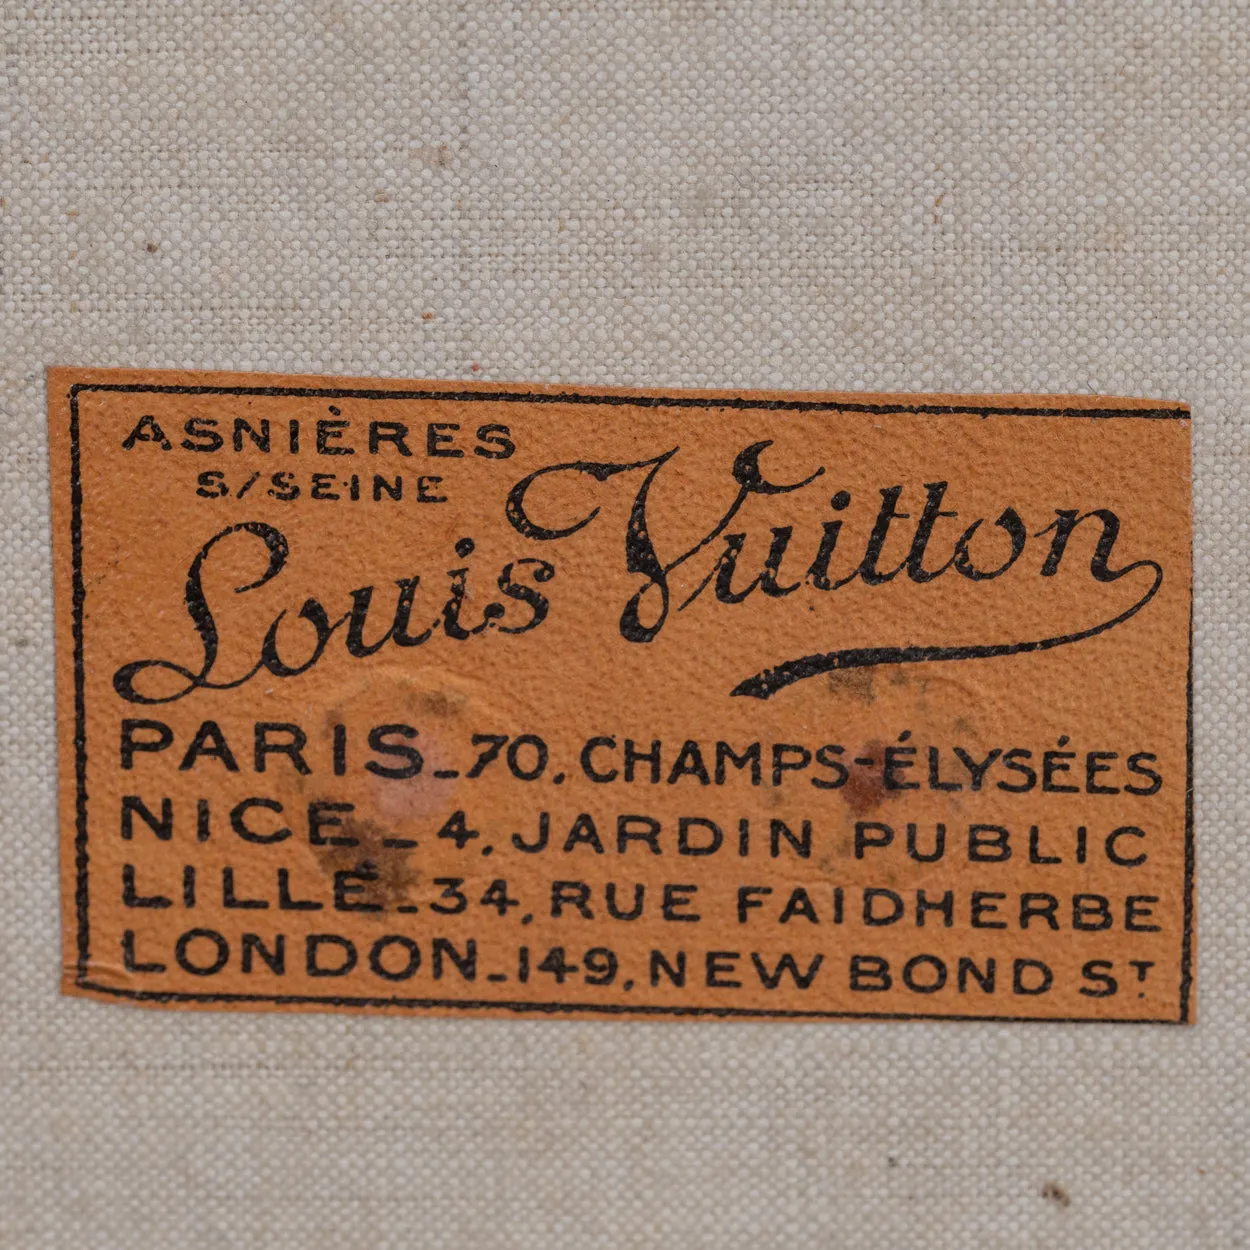 ASNIÈRES
S/SEINE
Louis Vuitton
PARIS_70, CHAMPS-ÉLYSÉES
NICE_4, JARDIN PUBLIC
LILLE_34, RUE FAIDHERBE
LONDON_149, NEW BOND ST